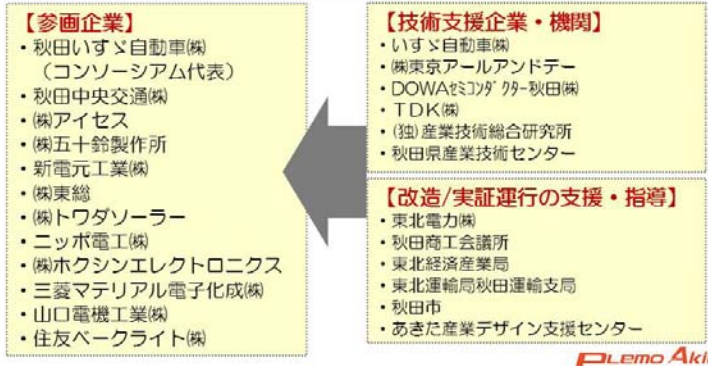 【参画企業】
・秋田いすゞ自動車㈱
（コンソーシアム代表）
・秋田中央交通㈱
・㈱アイセス
・㈱五十鈴製作所
・新電元工業㈱
・㈱東総
・㈱トワダソーラー
・ニッポ電工㈱
・㈱ホクシンエレクトロニクス
・三菱マテリアル電子化成㈱
・山口電機工業㈱
・住友ベークライト㈱
【技術支援企業・機関】
・いすゞ自動車㈱
・㈱東京アールアンドデー
・DOWAｾﾐｺﾝﾀﾞｸﾀｰ秋田㈱
・ＴＤＫ㈱
・(独)産業技術総合研究所
・秋田県産業技術センター
【改造/実証運行の支援・指導】
・東北電力㈱
・秋田商工会議所
・東北経済産業局
・東北運輸局秋田運輸支局
・秋田市
・あきた産業デザイン支援センター